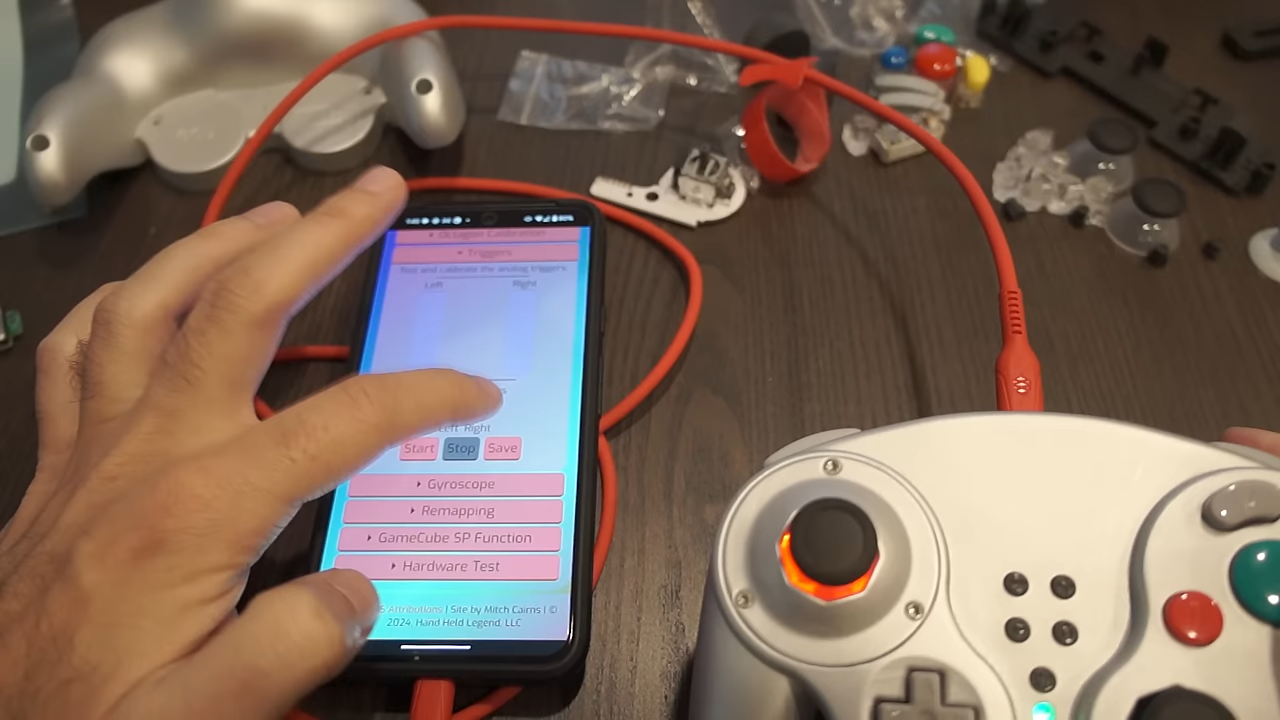 Octagon Calibration
Triggers
Test and calibrate the analog triggers.
Left Right
Left Right
Start Stop Save
Gyroscope
Remapping
GameCube SP Function
Hardware Test
Attributions | Site by Mitch Cairns | ©
2024, Hand Held Legend, LLC